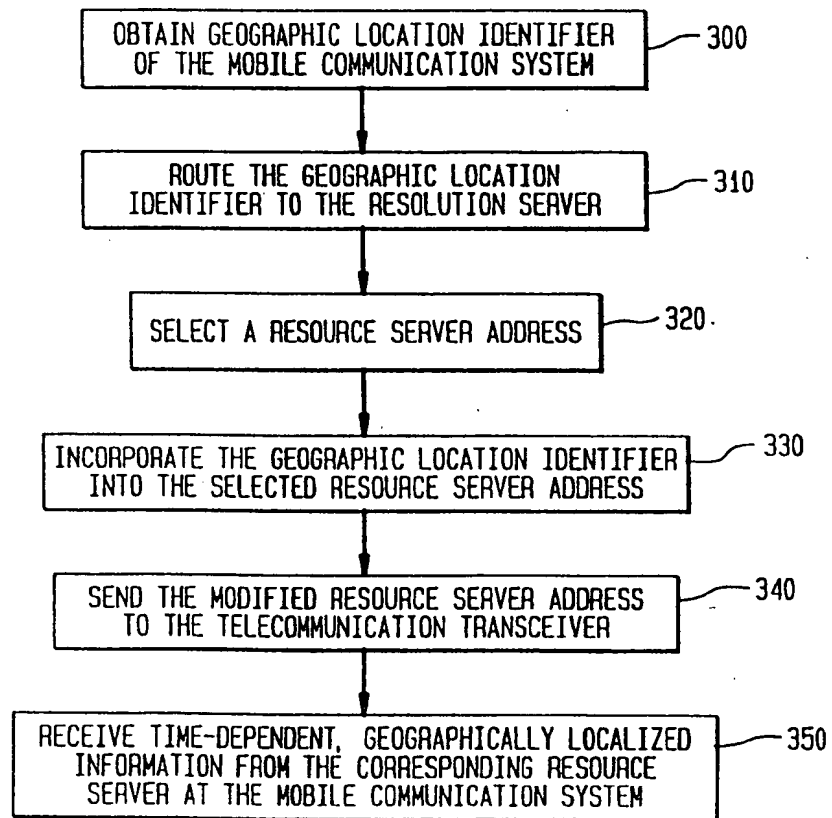 OBTAIN GEOGRAPHIC LOCATION IDENTIFIER
OF THE MOBILE COMMUNICATION SYSTEM
300
ROUTE THE GEOGRAPHIC LOCATION
IDENTIFIER TO THE RESOLUTION SERVER
310
SELECT A RESOURCE SERVER ADDRESS
320
INCORPORATE THE GEOGRAPHIC LOCATION IDENTIFIER
INTO THE SELECTED RESOURCE SERVER ADDRESS
330
SEND THE MODIFIED RESOURCE SERVER ADDRESS
TO THE TELECOMMUNICATION TRANSCEIVER
340
RECEIVE TIME-DEPENDENT, GEOGRAPHICALLY LOCALIZED
INFORMATION FROM THE CORRESPONDING RESOURCE
SERVER AT THE MOBILE COMMUNICATION SYSTEM
350